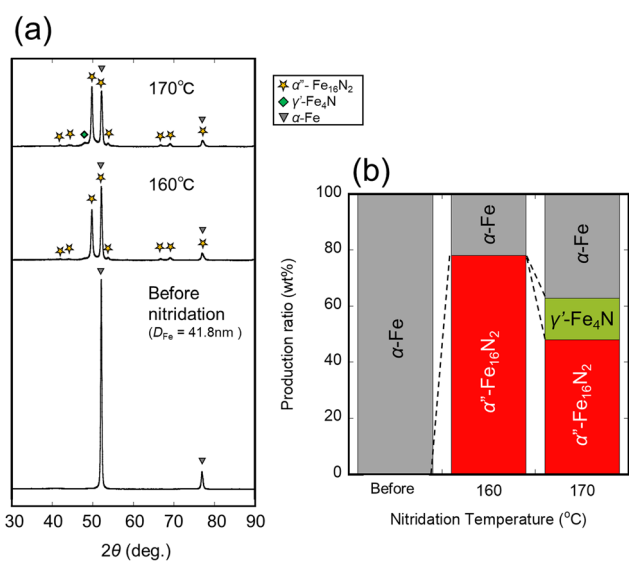 (a)
170°C
160°C
Before
nitridation
(D_Fe = 41.8nm )
30 40 50 60 70 80 90
2θ (deg.)
α"- Fe₁₆N₂
γ'-Fe₄N
α-Fe
(b)
Production ratio (wt%)
100
80
60
40
20
0
α-Fe
α-Fe
α"-Fe₁₆N₂
α-Fe
γ'-Fe₄N
α"-Fe₁₆N₂
Before 160 170
Nitridation Temperature (°C)